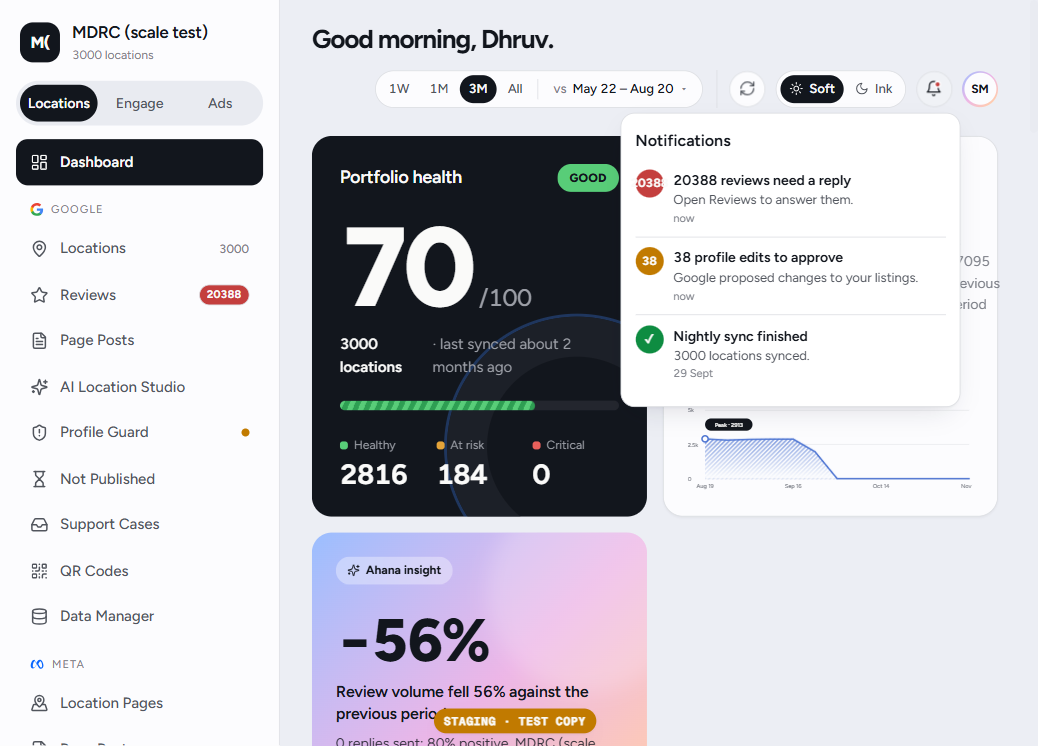 M(
MDRC (scale test)
3000 locations
Locations
Engage
Ads
Dashboard
GOOGLE
Locations 3000
Reviews 20388
Page Posts
AI Location Studio
Profile Guard
Not Published
Support Cases
QR Codes
Data Manager
META
Location Pages
Good morning, Dhruv.
1W 1M 3M All vs May 22 – Aug 20
Soft Ink
SM
Portfolio health
GOOD
70 /100
3000 locations
· last synced about 2 months ago
Healthy At risk Critical
2816 184 0
Notifications
20388
20388 reviews need a reply
Open Reviews to answer them.
now
38
38 profile edits to approve
Google proposed changes to your listings.
now
Nightly sync finished
3000 locations synced.
29 Sept
7095
evious
eriod
5k
Peak · 2913
2.5k
0
Aug 19 Sep 16 Oct 14 Nov
Ahana insight
-56%
Review volume fell 56% against the
previous perio
STAGING · TEST COPY
0 replies sent; 80% positive. MDRC (scale